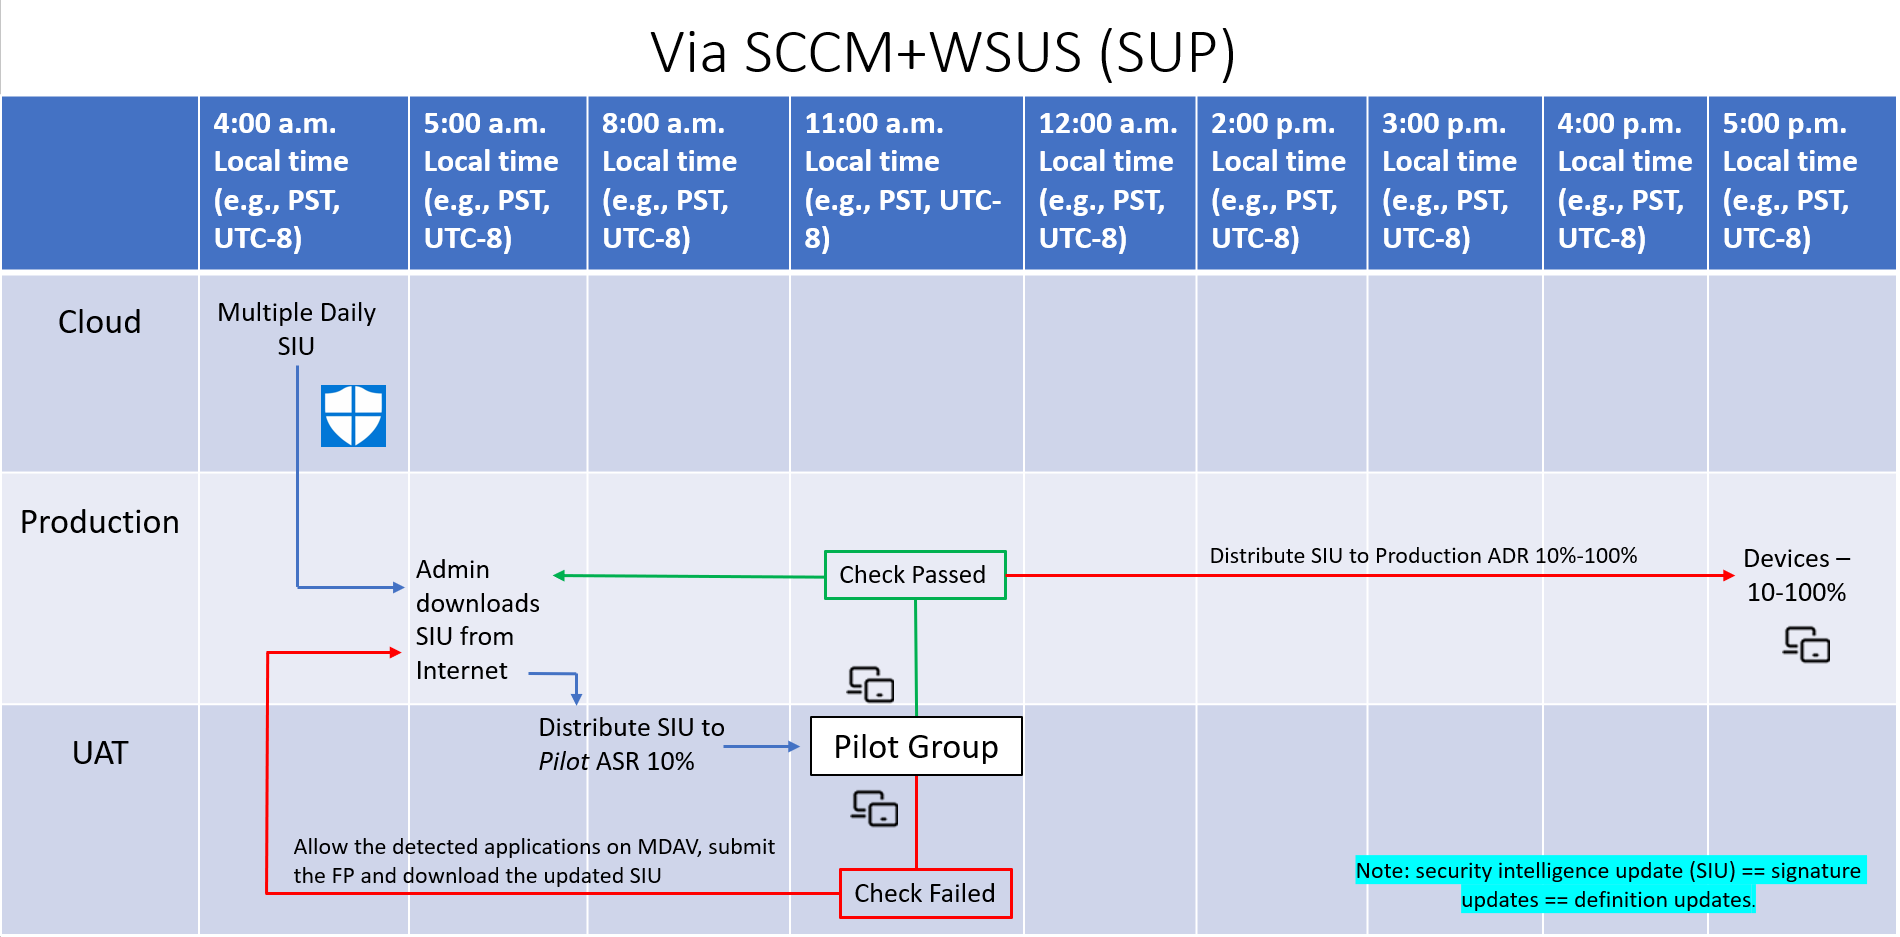 Via SCCM+WSUS (SUP)
4:00 a.m.
Local time
(e.g., PST,
UTC-8)
5:00 a.m.
Local time
(e.g., PST,
UTC-8)
8:00 a.m.
Local time
(e.g., PST,
UTC-8)
11:00 a.m.
Local time
(e.g., PST, UTC-
8)
12:00 a.m.
Local time
(e.g., PST,
UTC-8)
2:00 p.m.
Local time
(e.g., PST,
UTC-8)
3:00 p.m.
Local time
(e.g., PST,
UTC-8)
4:00 p.m.
Local time
(e.g., PST,
UTC-8)
5:00 p.m.
Local time
(e.g., PST,
UTC-8)
Cloud
Multiple Daily
SIU
Production
Admin
downloads
SIU from
Internet
Check Passed
Distribute SIU to Production ADR 10%-100%
Devices –
10-100%
UAT
Distribute SIU to
Pilot ASR 10%
Pilot Group
Allow the detected applications on MDAV, submit
the FP and download the updated SIU
Check Failed
Note: security intelligence update (SIU) == signature
updates == definition updates.